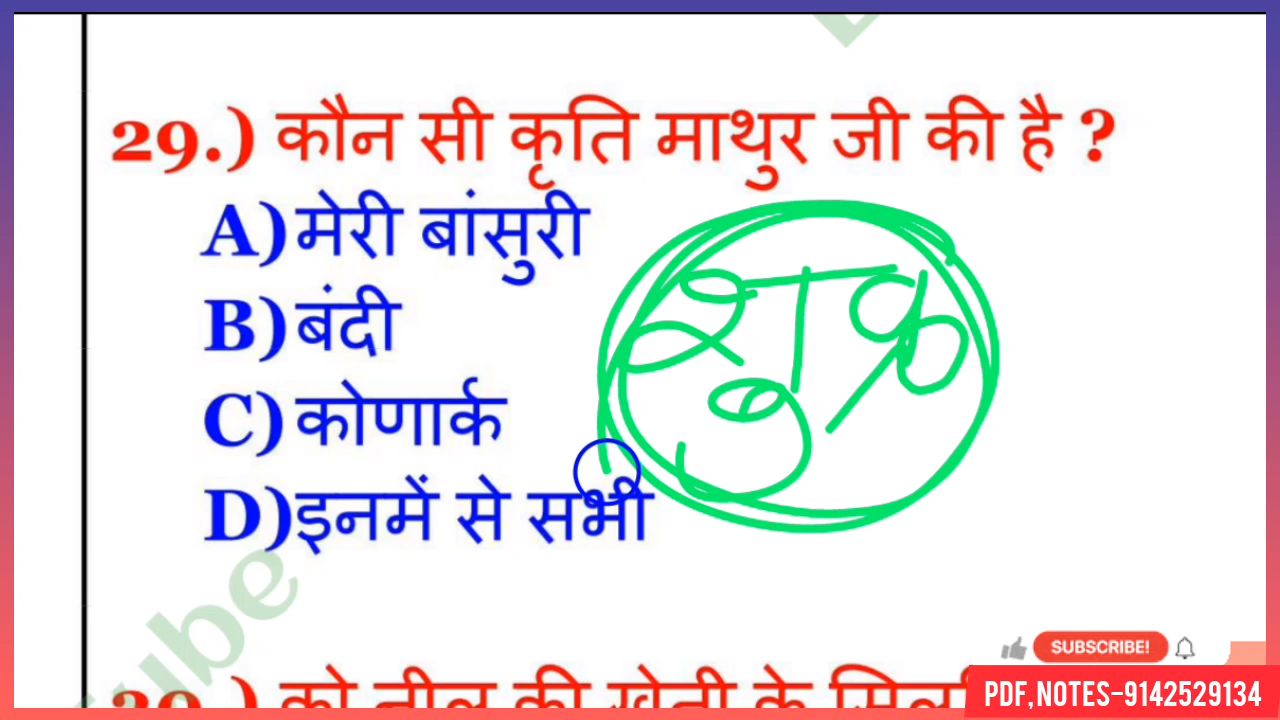 29.) कौन सी कृति माथुर जी की है ?
A) मेरी बांसुरी
B) बंदी
C) कोणार्क
D) इनमें से सभी
SUBSCRIBE!
PDF,NOTES-9142529134